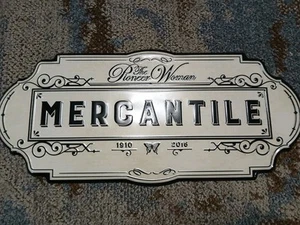 The
Pioneer Woman
MERCANTILE
1910 2016